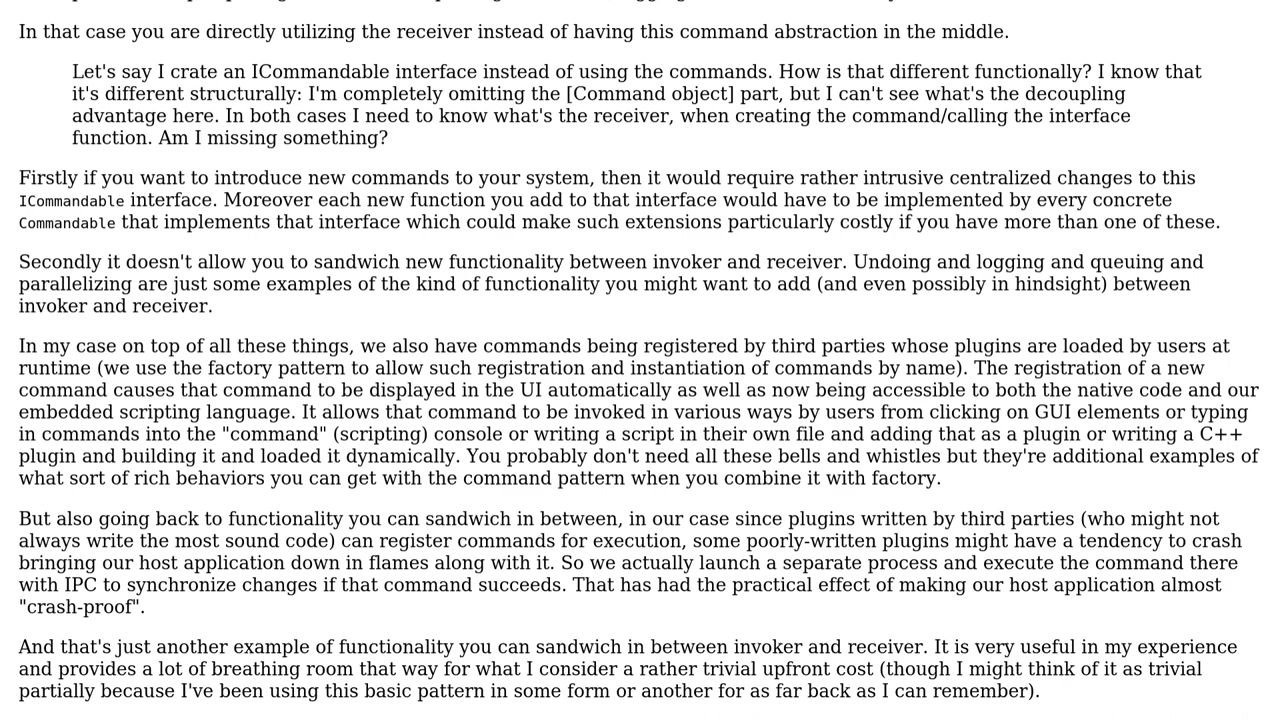 In that case you are directly utilizing the receiver instead of having this command abstraction in the middle.
Let's say I crate an ICommandable interface instead of using the commands. How is that different functionally? I know that
it's different structurally: I'm completely omitting the [Command object] part, but I can't see what's the decoupling
advantage here. In both cases I need to know what's the receiver, when creating the command/calling the interface
function. Am I missing something?
Firstly if you want to introduce new commands to your system, then it would require rather intrusive centralized changes to this
ICommandable interface. Moreover each new function you add to that interface would have to be implemented by every concrete
Commandable that implements that interface which could make such extensions particularly costly if you have more than one of these.
Secondly it doesn't allow you to sandwich new functionality between invoker and receiver. Undoing and logging and queuing and
parallelizing are just some examples of the kind of functionality you might want to add (and even possibly in hindsight) between
invoker and receiver.
In my case on top of all these things, we also have commands being registered by third parties whose plugins are loaded by users at
runtime (we use the factory pattern to allow such registration and instantiation of commands by name). The registration of a new
command causes that command to be displayed in the UI automatically as well as now being accessible to both the native code and our
embedded scripting language. It allows that command to be invoked in various ways by users from clicking on GUI elements or typing
in commands into the "command" (scripting) console or writing a script in their own file and adding that as a plugin or writing a C++
plugin and building it and loaded it dynamically. You probably don't need all these bells and whistles but they're additional examples of
what sort of rich behaviors you can get with the command pattern when you combine it with factory.
But also going back to functionality you can sandwich in between, in our case since plugins written by third parties (who might not
always write the most sound code) can register commands for execution, some poorly-written plugins might have a tendency to crash
bringing our host application down in flames along with it. So we actually launch a separate process and execute the command there
with IPC to synchronize changes if that command succeeds. That has had the practical effect of making our host application almost
"crash-proof".
And that's just another example of functionality you can sandwich in between invoker and receiver. It is very useful in my experience
and provides a lot of breathing room that way for what I consider a rather trivial upfront cost (though I might think of it as trivial
partially because I've been using this basic pattern in some form or another for as far back as I can remember).